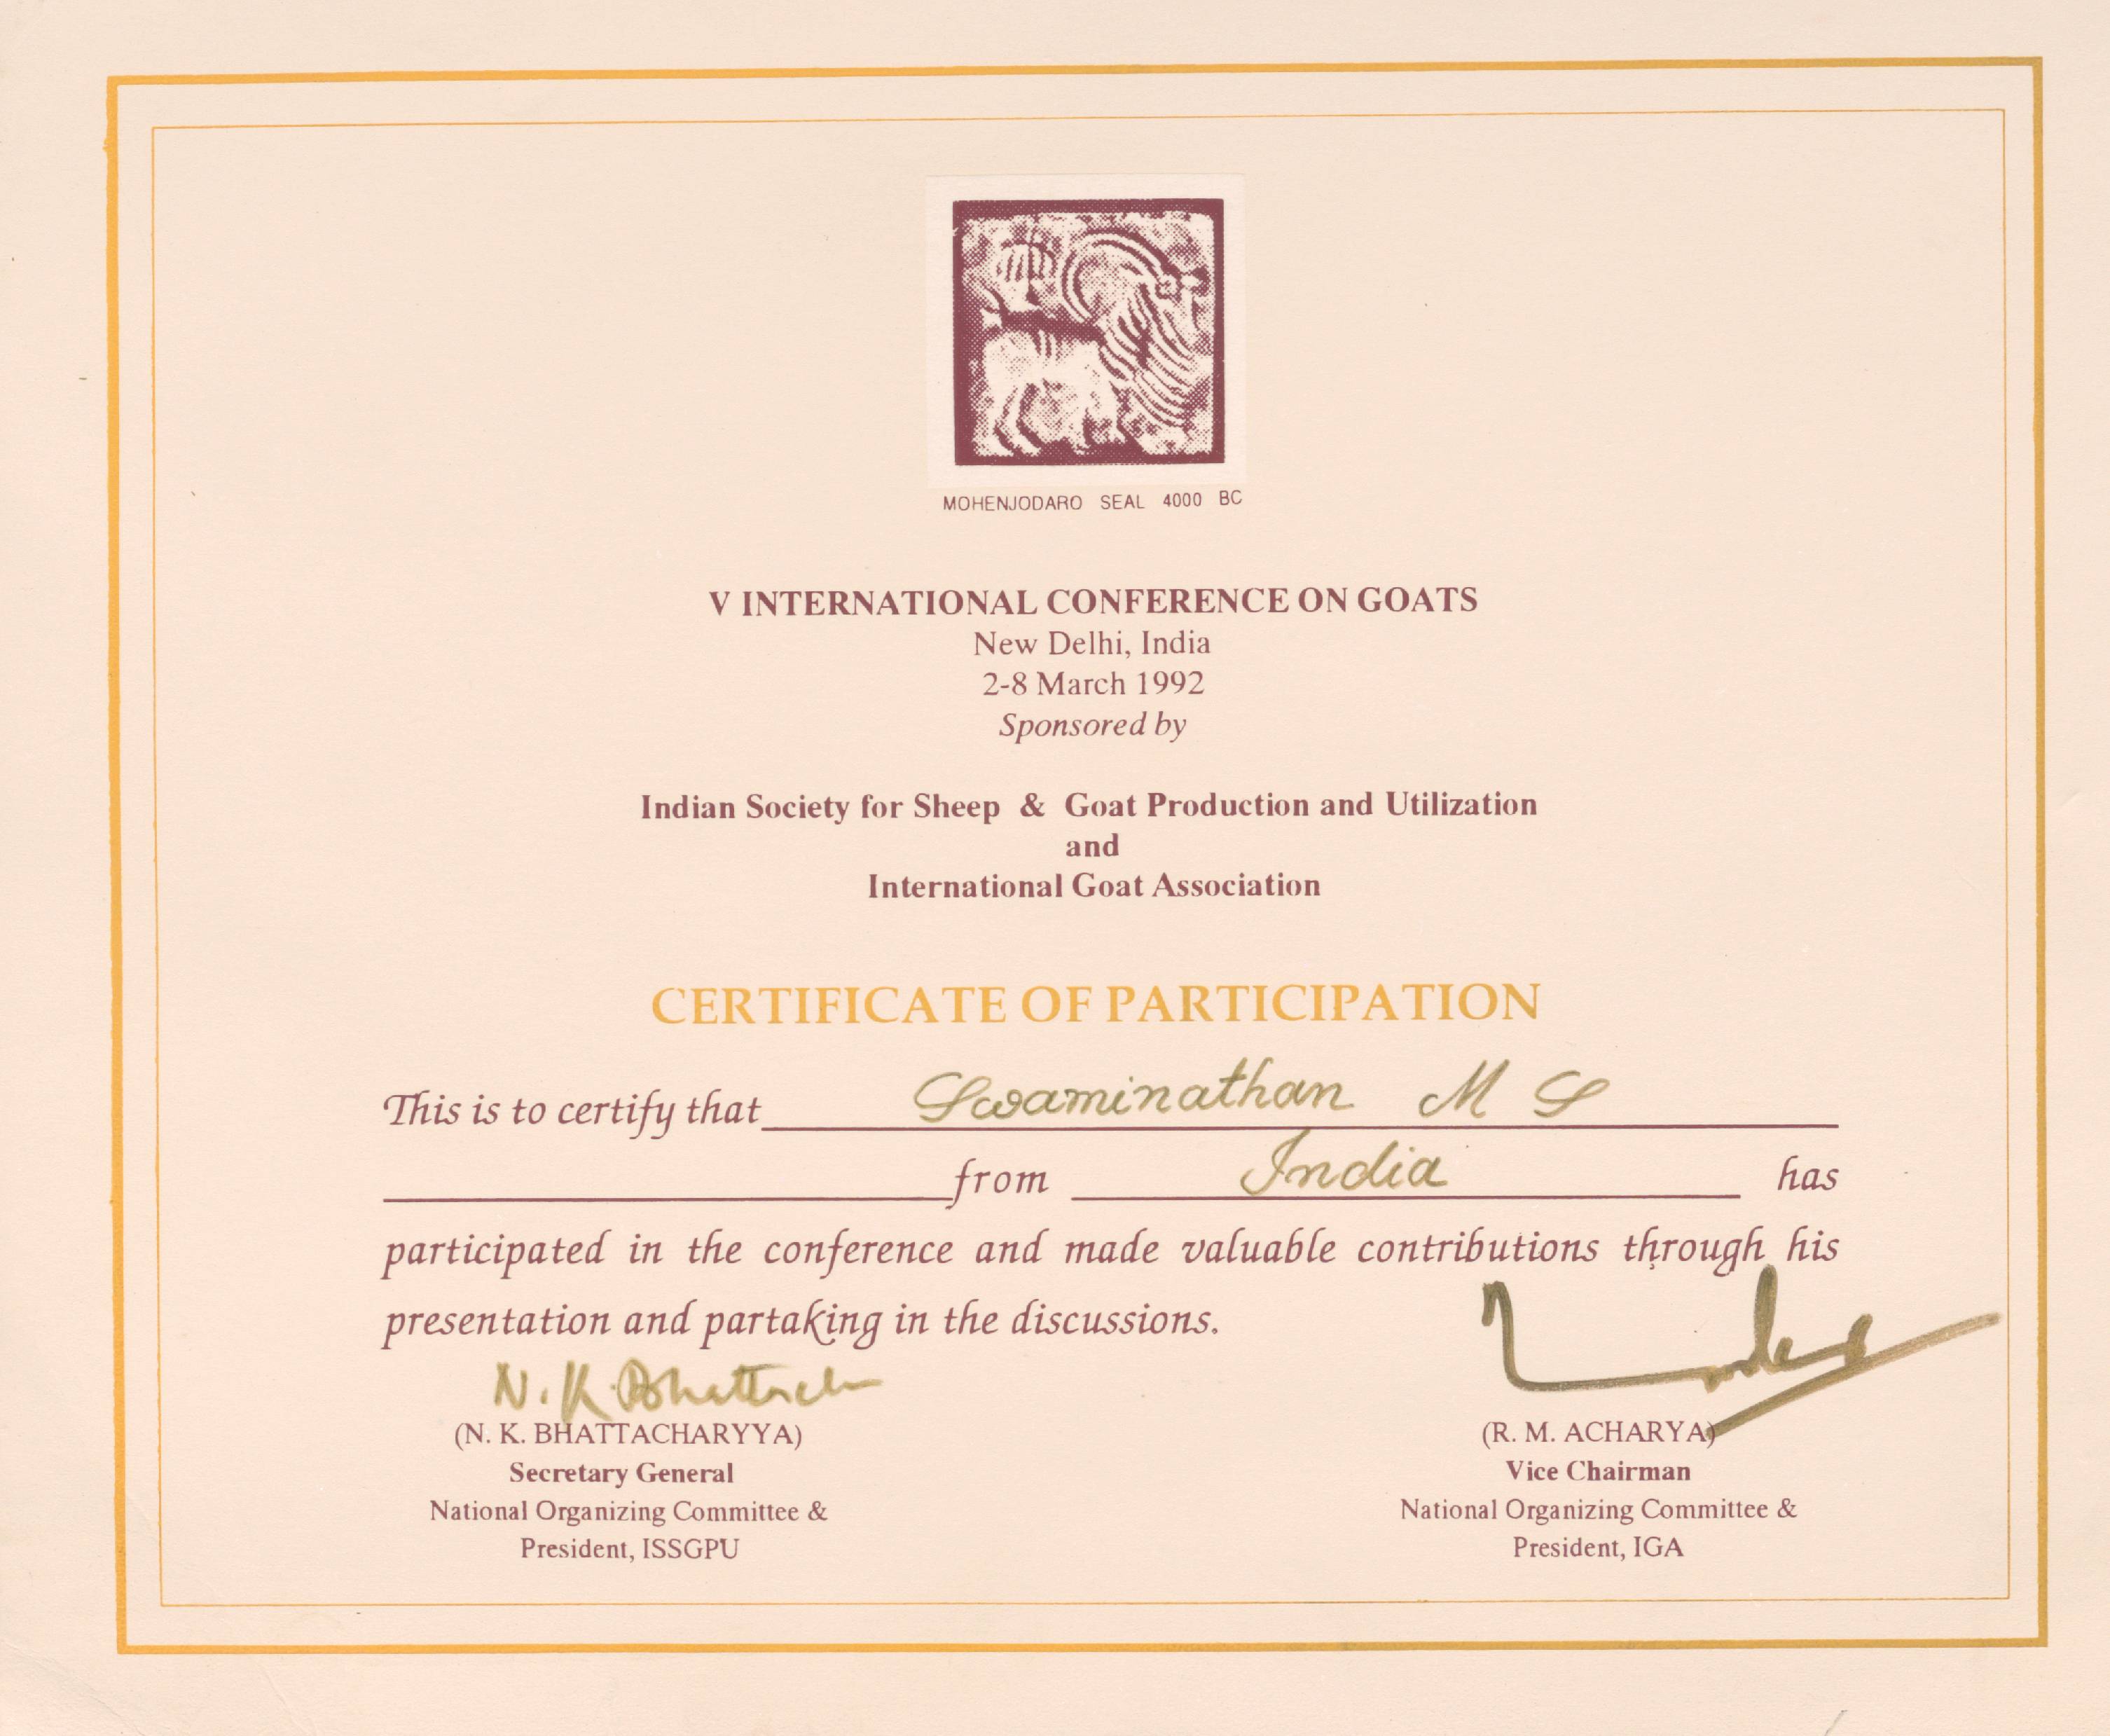 MOHENJODARO SEAL 4000 BC
V INTERNATIONAL CONFERENCE ON GOATS
New Delhi, India
2-8 March 1992
Sponsored by
Indian Society for Sheep & Goat Production and Utilization
and
International Goat Association
CERTIFICATE OF PARTICIPATION
This is to certify that Swaminathan M S
from India has
participated in the conference and made valuable contributions through his
presentation and partaking in the discussions.
N. K. Bhattach
(N. K. BHATTACHARYYA)
Secretary General
National Organizing Committee &
President, ISSGPU
(R. M. ACHARYA)
Vice Chairman
National Organizing Committee &
President, IGA